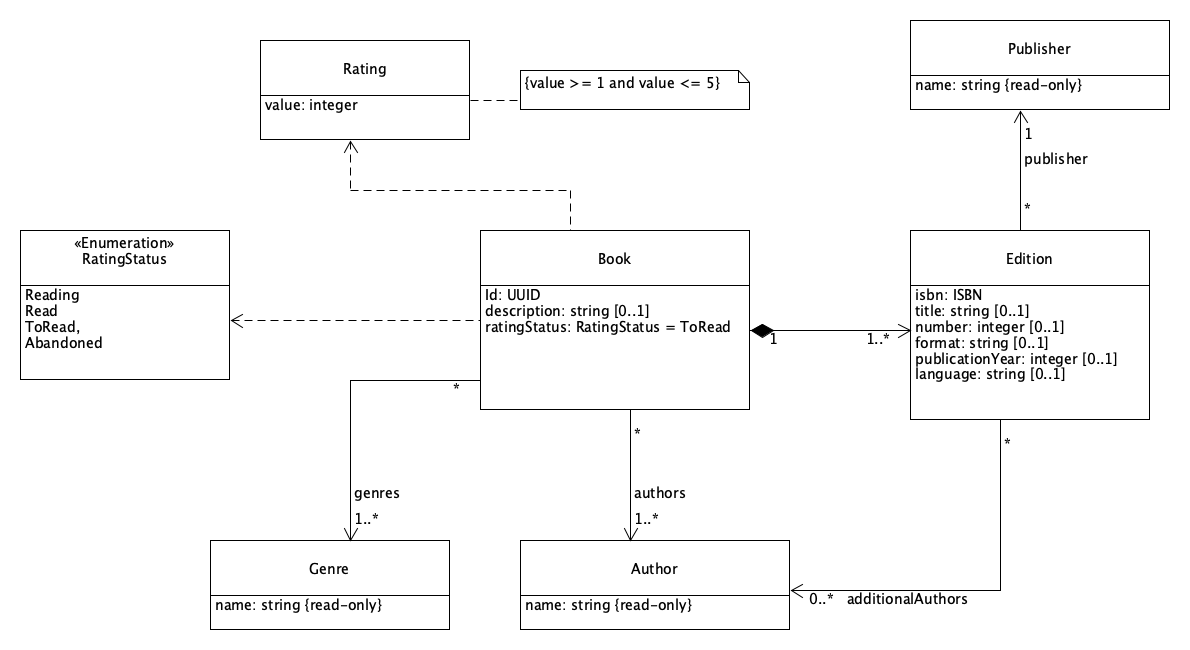 Publisher
name: string {read-only}
Rating
value: integer
{value >= 1 and value <= 5}
1
publisher
*
«Enumeration»
RatingStatus
Reading
Read
ToRead,
Abandoned
Book
Id: UUID
description: string [0..1]
ratingStatus: RatingStatus = ToRead
1
1..*
Edition
isbn: ISBN
title: string [0..1]
number: integer [0..1]
format: string [0..1]
publicationYear: integer [0..1]
language: string [0..1]
*
*
*
genres
1..*
authors
1..*
Genre
name: string {read-only}
Author
name: string {read-only}
0..* additionalAuthors